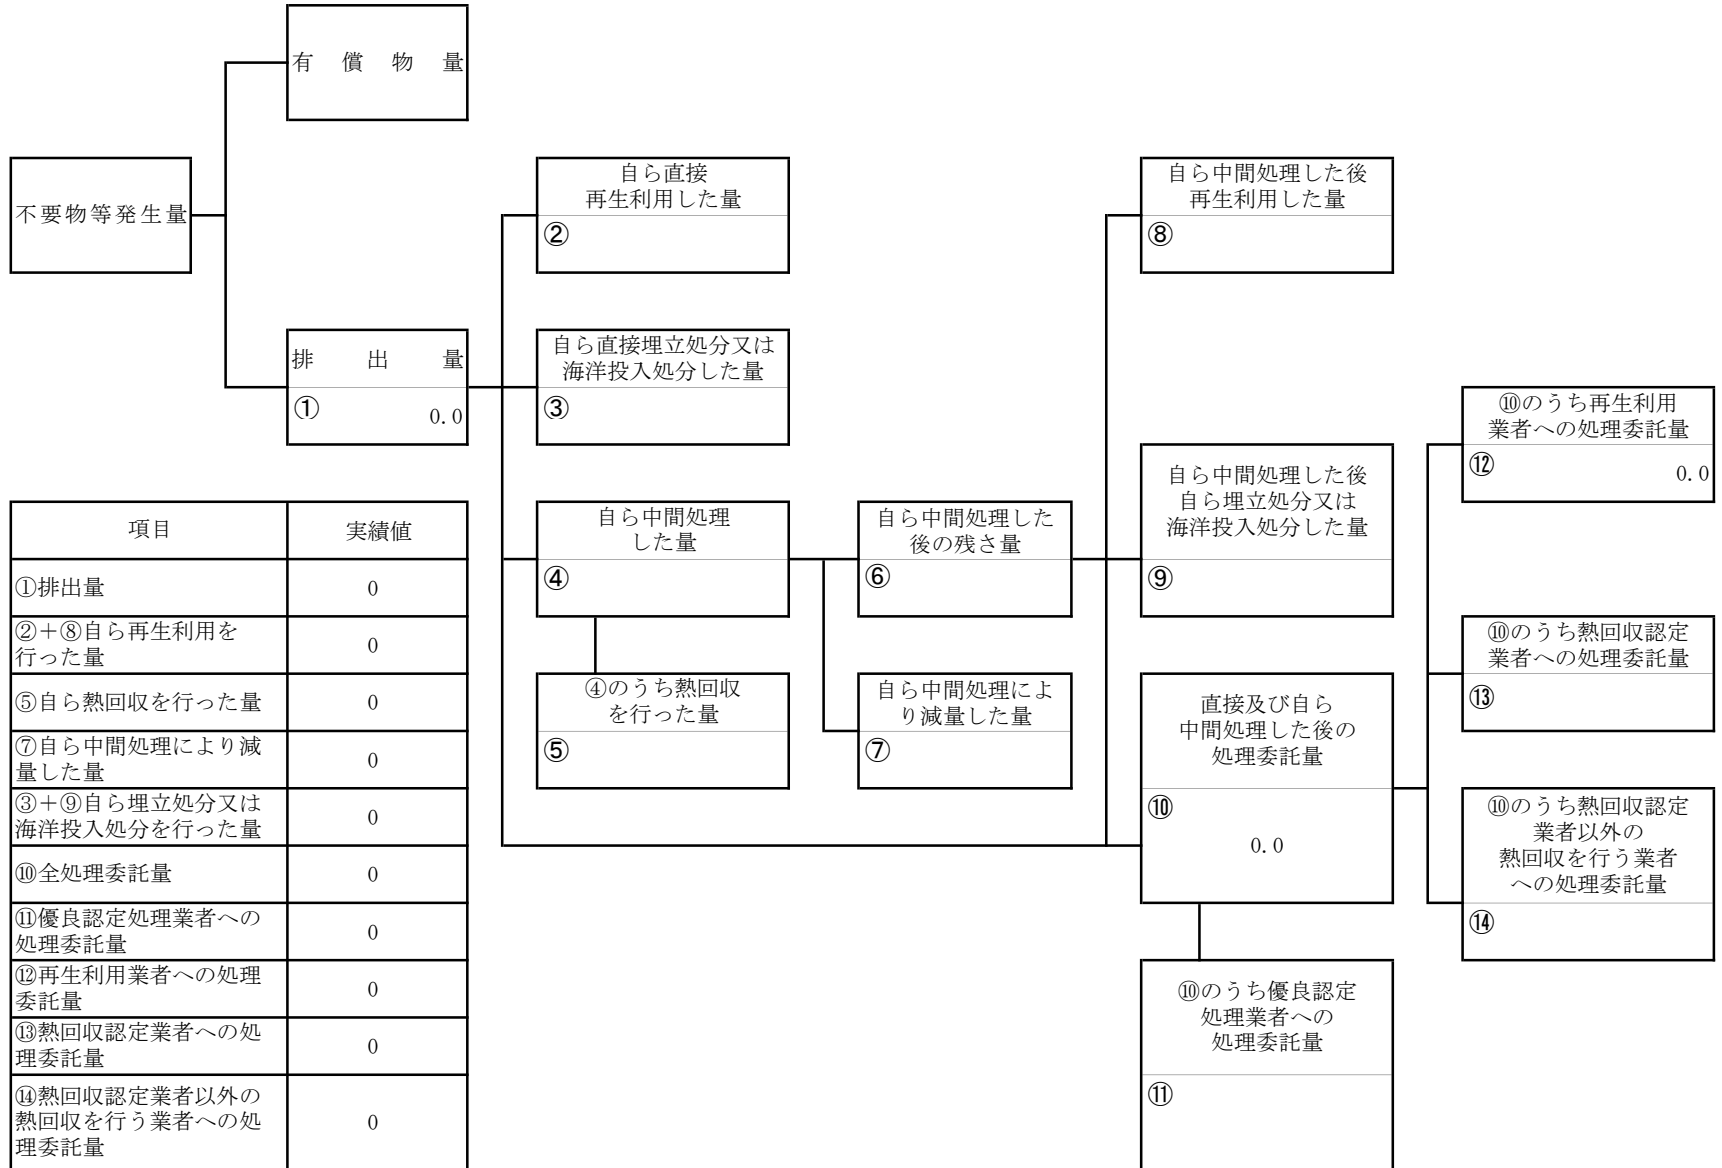 有償物量
不要物等発生量
排出量
①
0.0
自ら直接
再生利用した量
②
自ら直接埋立処分又は
海洋投入処分した量
③
自ら中間処理
した量
④
④のうち熱回収
を行った量
⑤
自ら中間処理した
後の残さ量
⑥
自ら中間処理によ
り減量した量
⑦
自ら中間処理した後
再生利用した量
⑧
自ら中間処理した後
自ら埋立処分又は
海洋投入処分した量
⑨
直接及び自ら
中間処理した後の
処理委託量
⑩
0.0
⑩のうち優良認定
処理業者への
処理委託量
⑪
⑩のうち再生利用
業者への処理委託量
⑫
0.0
⑩のうち熱回収認定
業者への処理委託量
⑬
⑩のうち熱回収認定
業者以外の
熱回収を行う業者
への処理委託量
⑭
項目 実績値
①排出量 0
②+⑧自ら再生利用を
行った量 0
⑤自ら熱回収を行った量 0
⑦自ら中間処理により減
量した量 0
③+⑨自ら埋立処分又は
海洋投入処分を行った量 0
⑩全処理委託量 0
⑪優良認定処理業者への
処理委託量 0
⑫再生利用業者への処理
委託量 0
⑬熱回収認定業者への処
理委託量 0
⑭熱回収認定業者以外の
熱回収を行う業者への処
理委託量 0